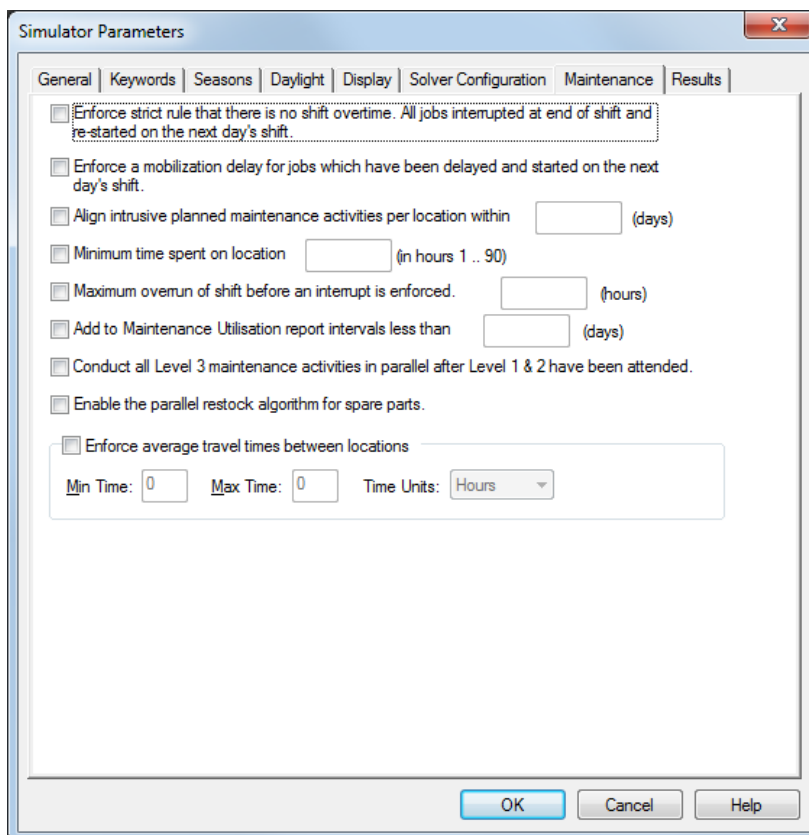 Simulator Parameters
General Keywords Seasons Daylight Display Solver Configuration Maintenance Results
Enforce strict rule that there is no shift overtime. All jobs interrupted at end of shift and
re-started on the next day's shift.
Enforce a mobilization delay for jobs which have been delayed and started on the next
day's shift.
Align intrusive planned maintenance activities per location within (days)
Minimum time spent on location (in hours 1 .. 90)
Maximum overrun of shift before an interrupt is enforced. (hours)
Add to Maintenance Utilisation report intervals less than (days)
Conduct all Level 3 maintenance activities in parallel after Level 1 & 2 have been attended.
Enable the parallel restock algorithm for spare parts.
Enforce average travel times between locations
Min Time: 0 Max Time: 0 Time Units: Hours
OK Cancel Help